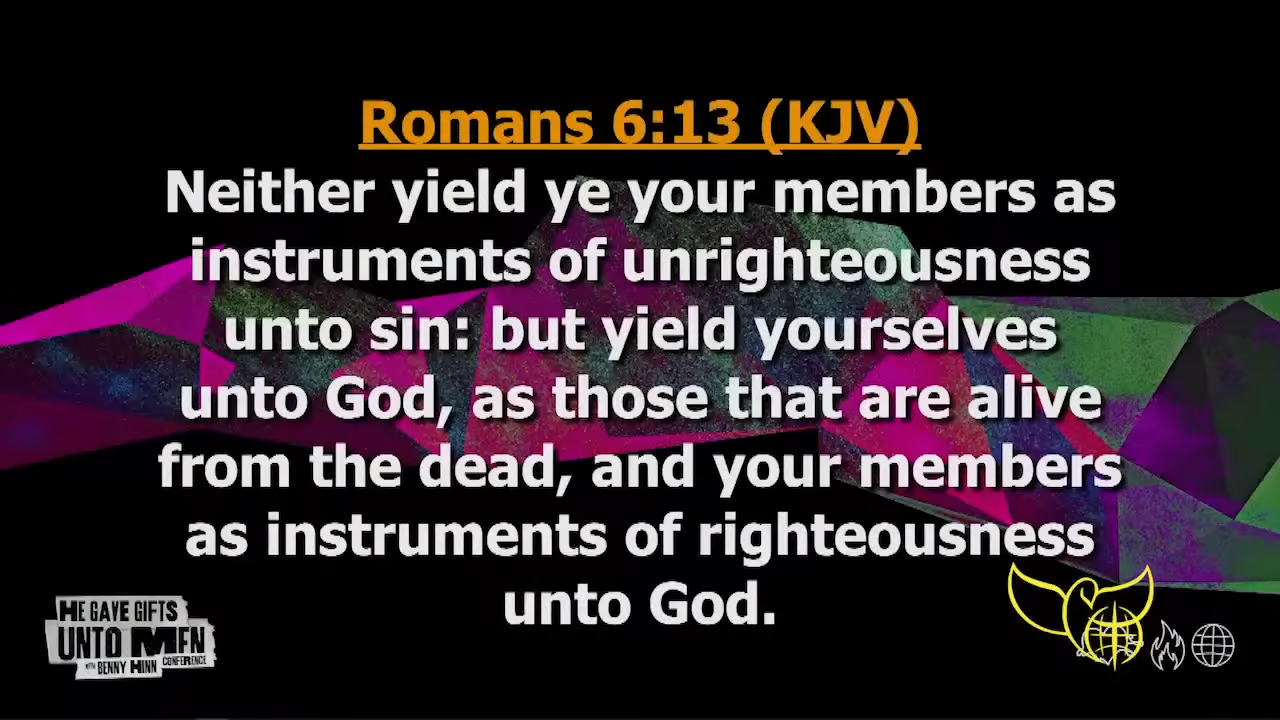 Romans 6:13 (KJV)
Neither yield ye your members as
instruments of unrighteousness
unto sin: but yield yourselves
unto God, as those that are alive
from the dead, and your members
as instruments of righteousness
unto God.
HE GAVE GIFTS
UNTO MEN
WITH BENNY HINN CONFERENCE